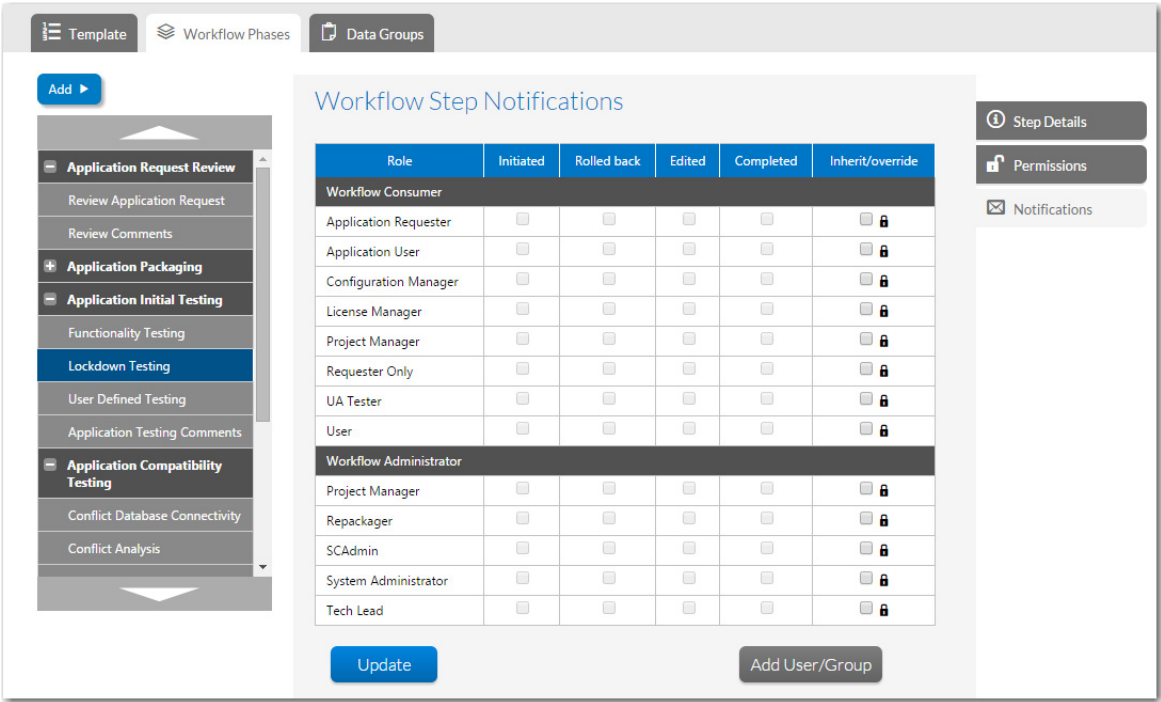 Template
Workflow Phases
Data Groups
Add
Application Request Review
Review Application Request
Review Comments
Application Packaging
Application Initial Testing
Functionality Testing
Lockdown Testing
User Defined Testing
Application Testing Comments
Application Compatibility
Testing
Conflict Database Connectivity
Conflict Analysis
Workflow Step Notifications
Role Initiated Rolled back Edited Completed Inherit/override
Workflow Consumer
Application Requester
Application User
Configuration Manager
License Manager
Project Manager
Requester Only
UA Tester
User
Workflow Administrator
Project Manager
Repackager
SCAdmin
System Administrator
Tech Lead
Update
Add User/Group
Step Details
Permissions
Notifications